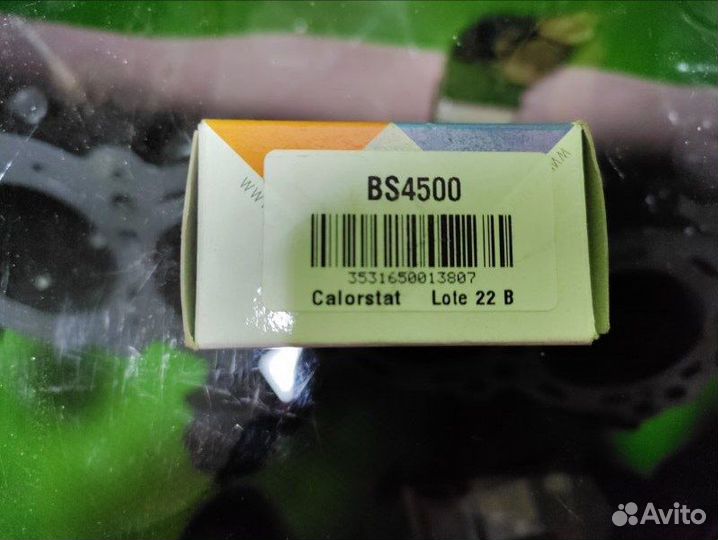 BS4500
3531650013807
Calorstat Lote 22 B
Avito